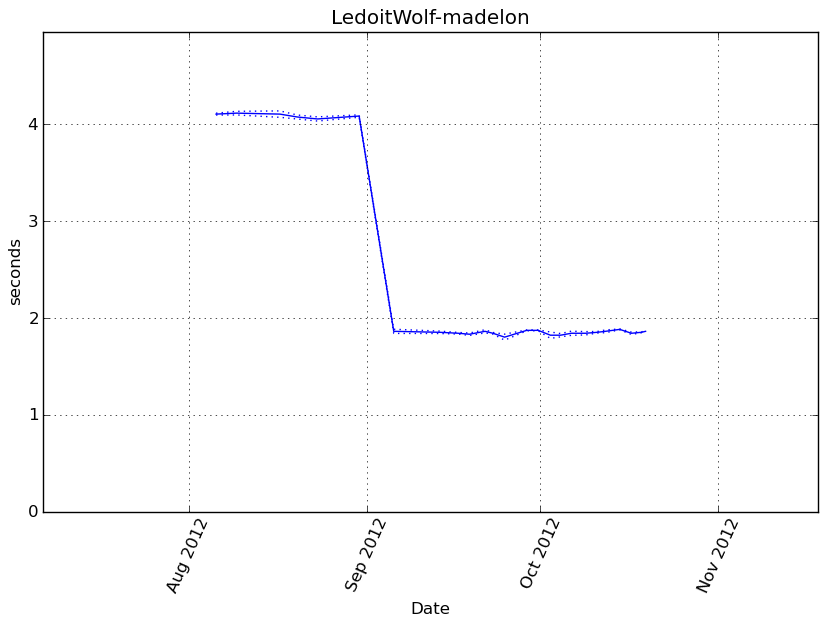 LedoitWolf-madelon
4
3
2
1
0
seconds
Aug 2012
Sep 2012
Oct 2012
Nov 2012
Date